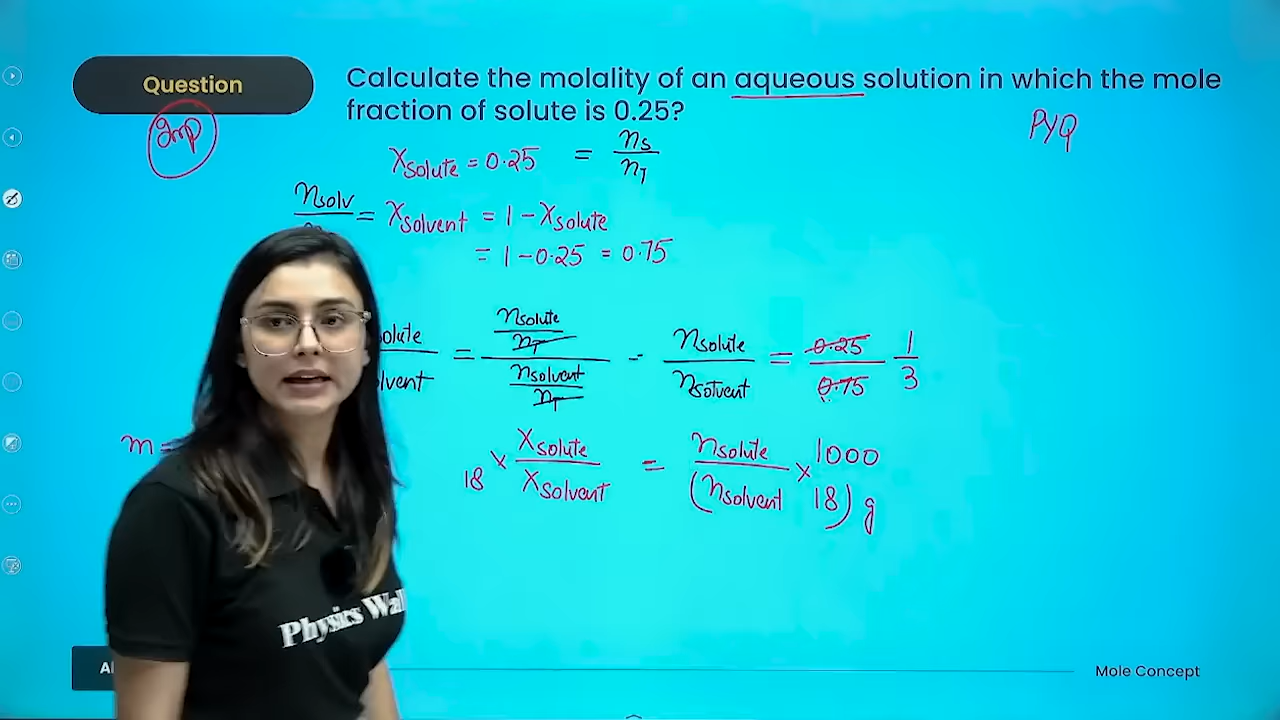 Question
Calculate the molality of an aqueous solution in which the mole
fraction of solute is 0.25?
Imp
PYQ
X solute = 0.25 = ns/nT
nsolv = Xsolvent = 1 - Xsolute
= 1 - 0.25 = 0.75
olute/lvent = (nsolute/nT)/(nsolvent/nT) - nsolute/nsolvent = 0.25/0.75 1/3
m =
18 × Xsolute/Xsolvent = nsolute/(nsolvent × 1000/18) g
Physics Wal
Mole Concept